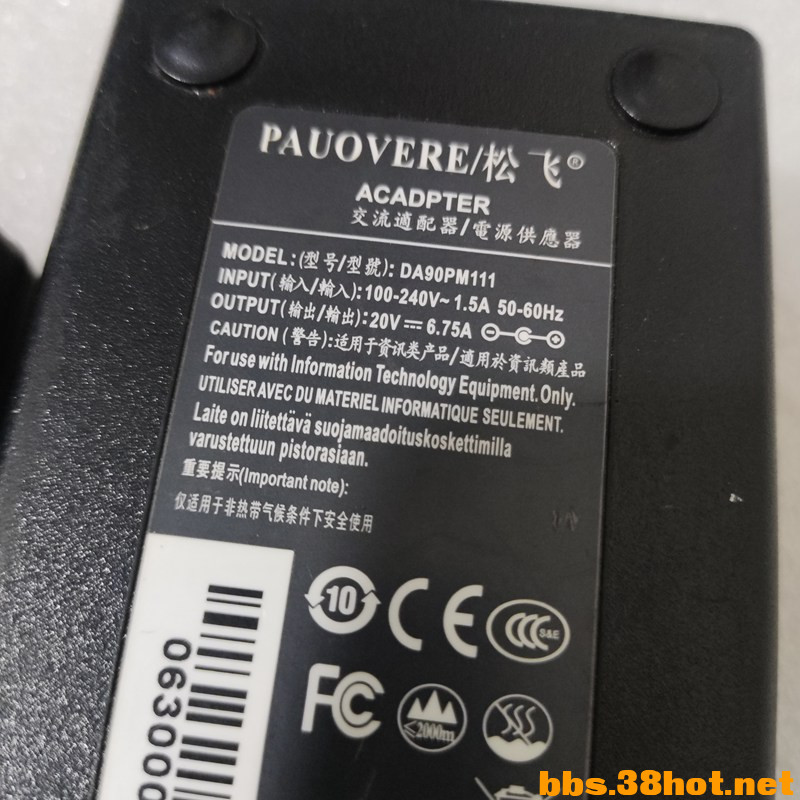 PAUOVERE/松飞®
ACADPTER
交流適配器/電源供應器
MODEL:(型号/型號): DA90PM111
INPUT(输入/輸入):100-240V~1.5A 50-60Hz
OUTPUT(输出/輸出):20V⎓6.75A
CAUTION (警告):适用于资讯类产品/適用於資訊類產品
For use with Information Technology Equipment.Only.
UTILISER AVEC DU MATERIEL INFORMATIQUE SEULEMENT.
Laite on liitettävä suojamaadoituskoskettimilla
varustettuun pistorasiaan.
重要提示(Important note):
仅适用于非热带气候条件下安全使用
10 CE CCC S&E
FC ≤2000m
063000
bbs.38hot.net